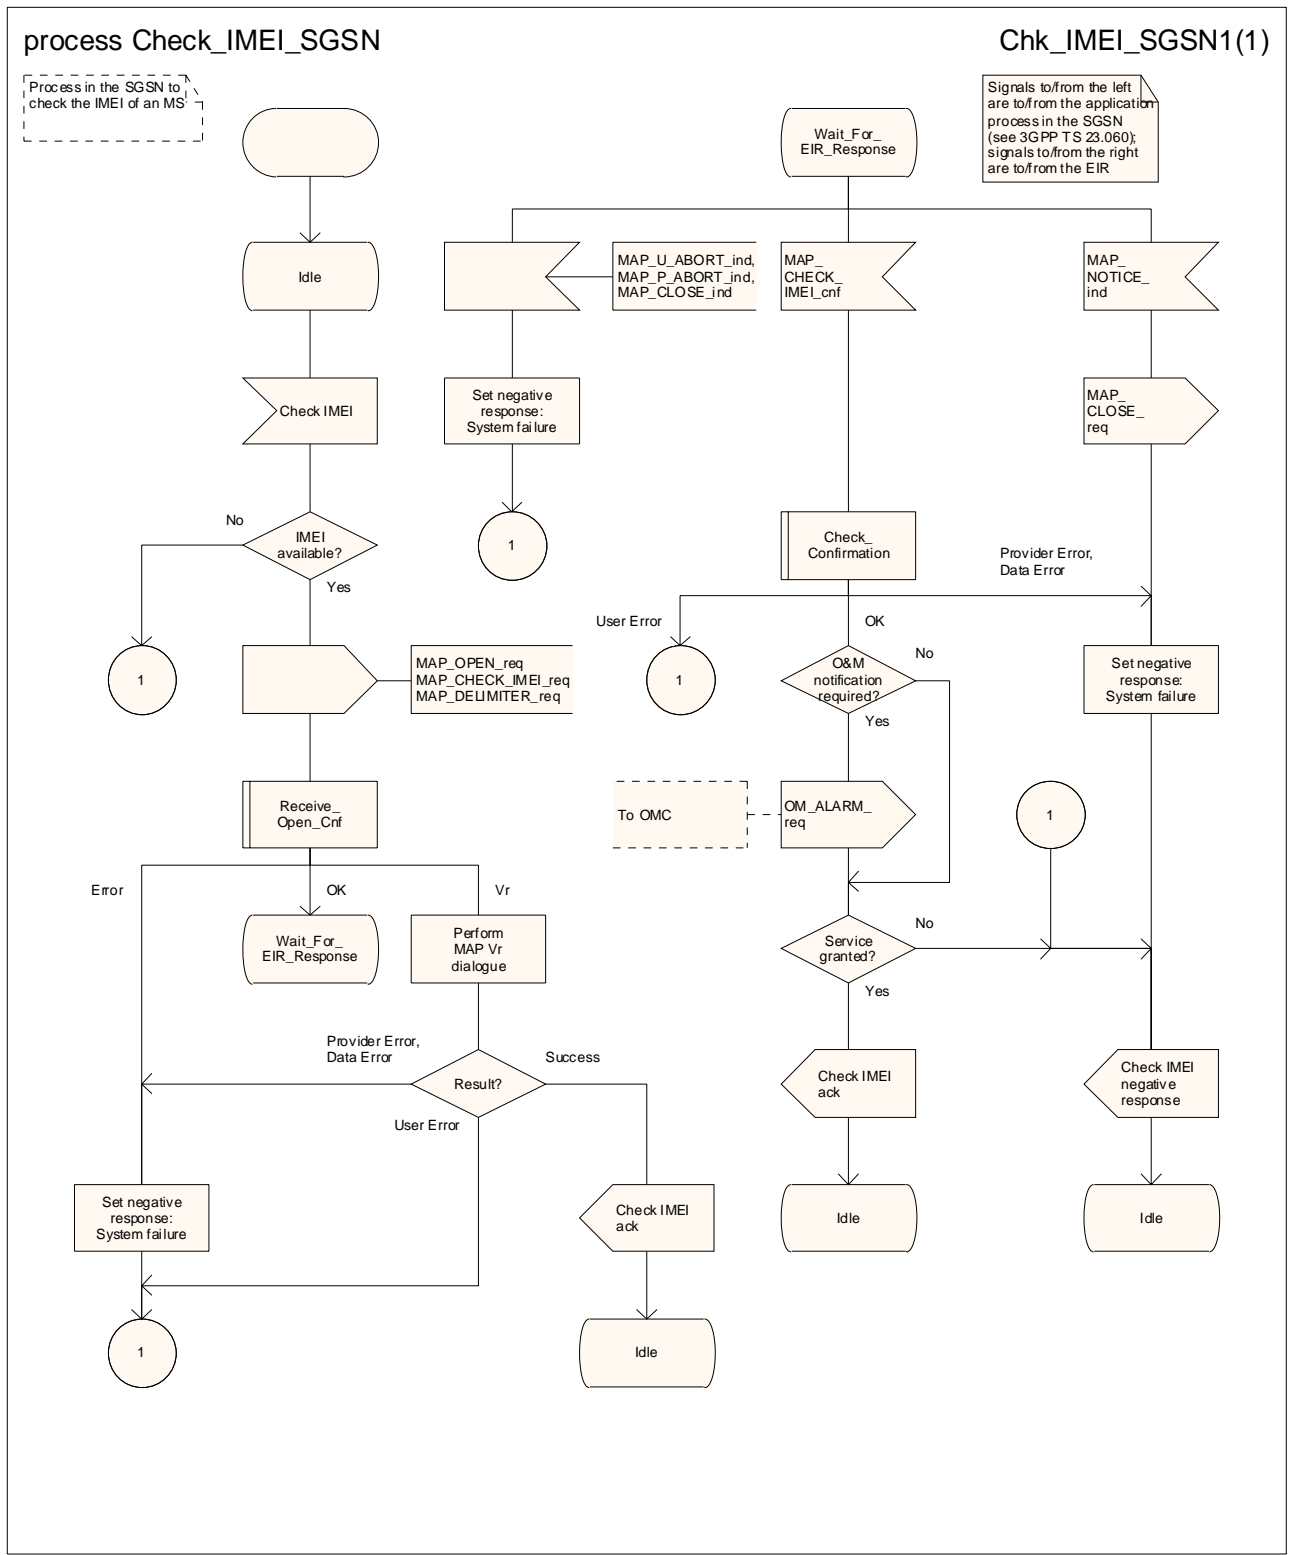 process Check_IMEI_SGSN
Chk_IMEI_SGSN1(1)
Process in the SGSN to
check the IMEI of an MS
Signals to/from the left
are to/from the application
process in the SGSN
(see 3GPP TS 23.060);
signals to/from the right
are to/from the EIR
Wait_For_
EIR_Response
Idle
MAP_U_ABORT_ind,
MAP_P_ABORT_ind,
MAP_CLOSE_ind
MAP_
CHECK_
IMEI_cnf
MAP_
NOTICE_
ind
Check IMEI
Set negative
response:
System failure
MAP_
CLOSE_
req
No
IMEI
available?
Yes
1
Check_
Confirmation
Provider Error,
Data Error
User Error
OK
1
MAP_OPEN_req
MAP_CHECK_IMEI_req
MAP_DELIMITER_req
1
O&M
notification
required?
No
Yes
Set negative
response:
System failure
Receive_
Open_Cnf
To OMC
OM_ALARM_
req
1
Error
OK
Vr
Wait_For_
EIR_Response
Perform
MAP Vr
dialogue
Service
granted?
No
Yes
Provider Error,
Data Error
Result?
Success
User Error
Check IMEI
ack
Check IMEI
negative
response
Set negative
response:
System failure
Check IMEI
ack
Idle
Idle
1
Idle